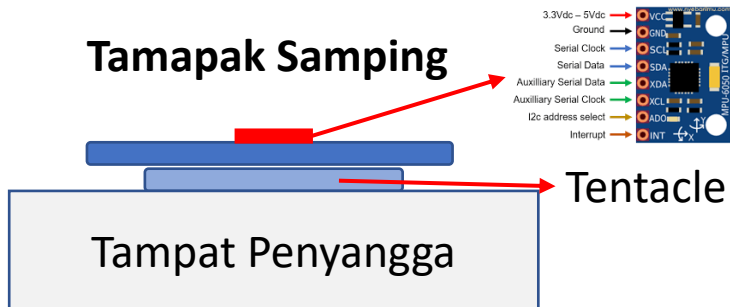 Tamapak Samping
3.3Vdc – 5Vdc
Ground
Serial Clock
Serial Data
Auxilliary Serial Data
Auxilliary Serial Clock
I2c address select
Interrupt
VCC
GND
SCL
SDA
XDA
XCL
ADO
INT
MPU-6050 ITG/MPU
Y
X
Tentacle
Tampat Penyangga